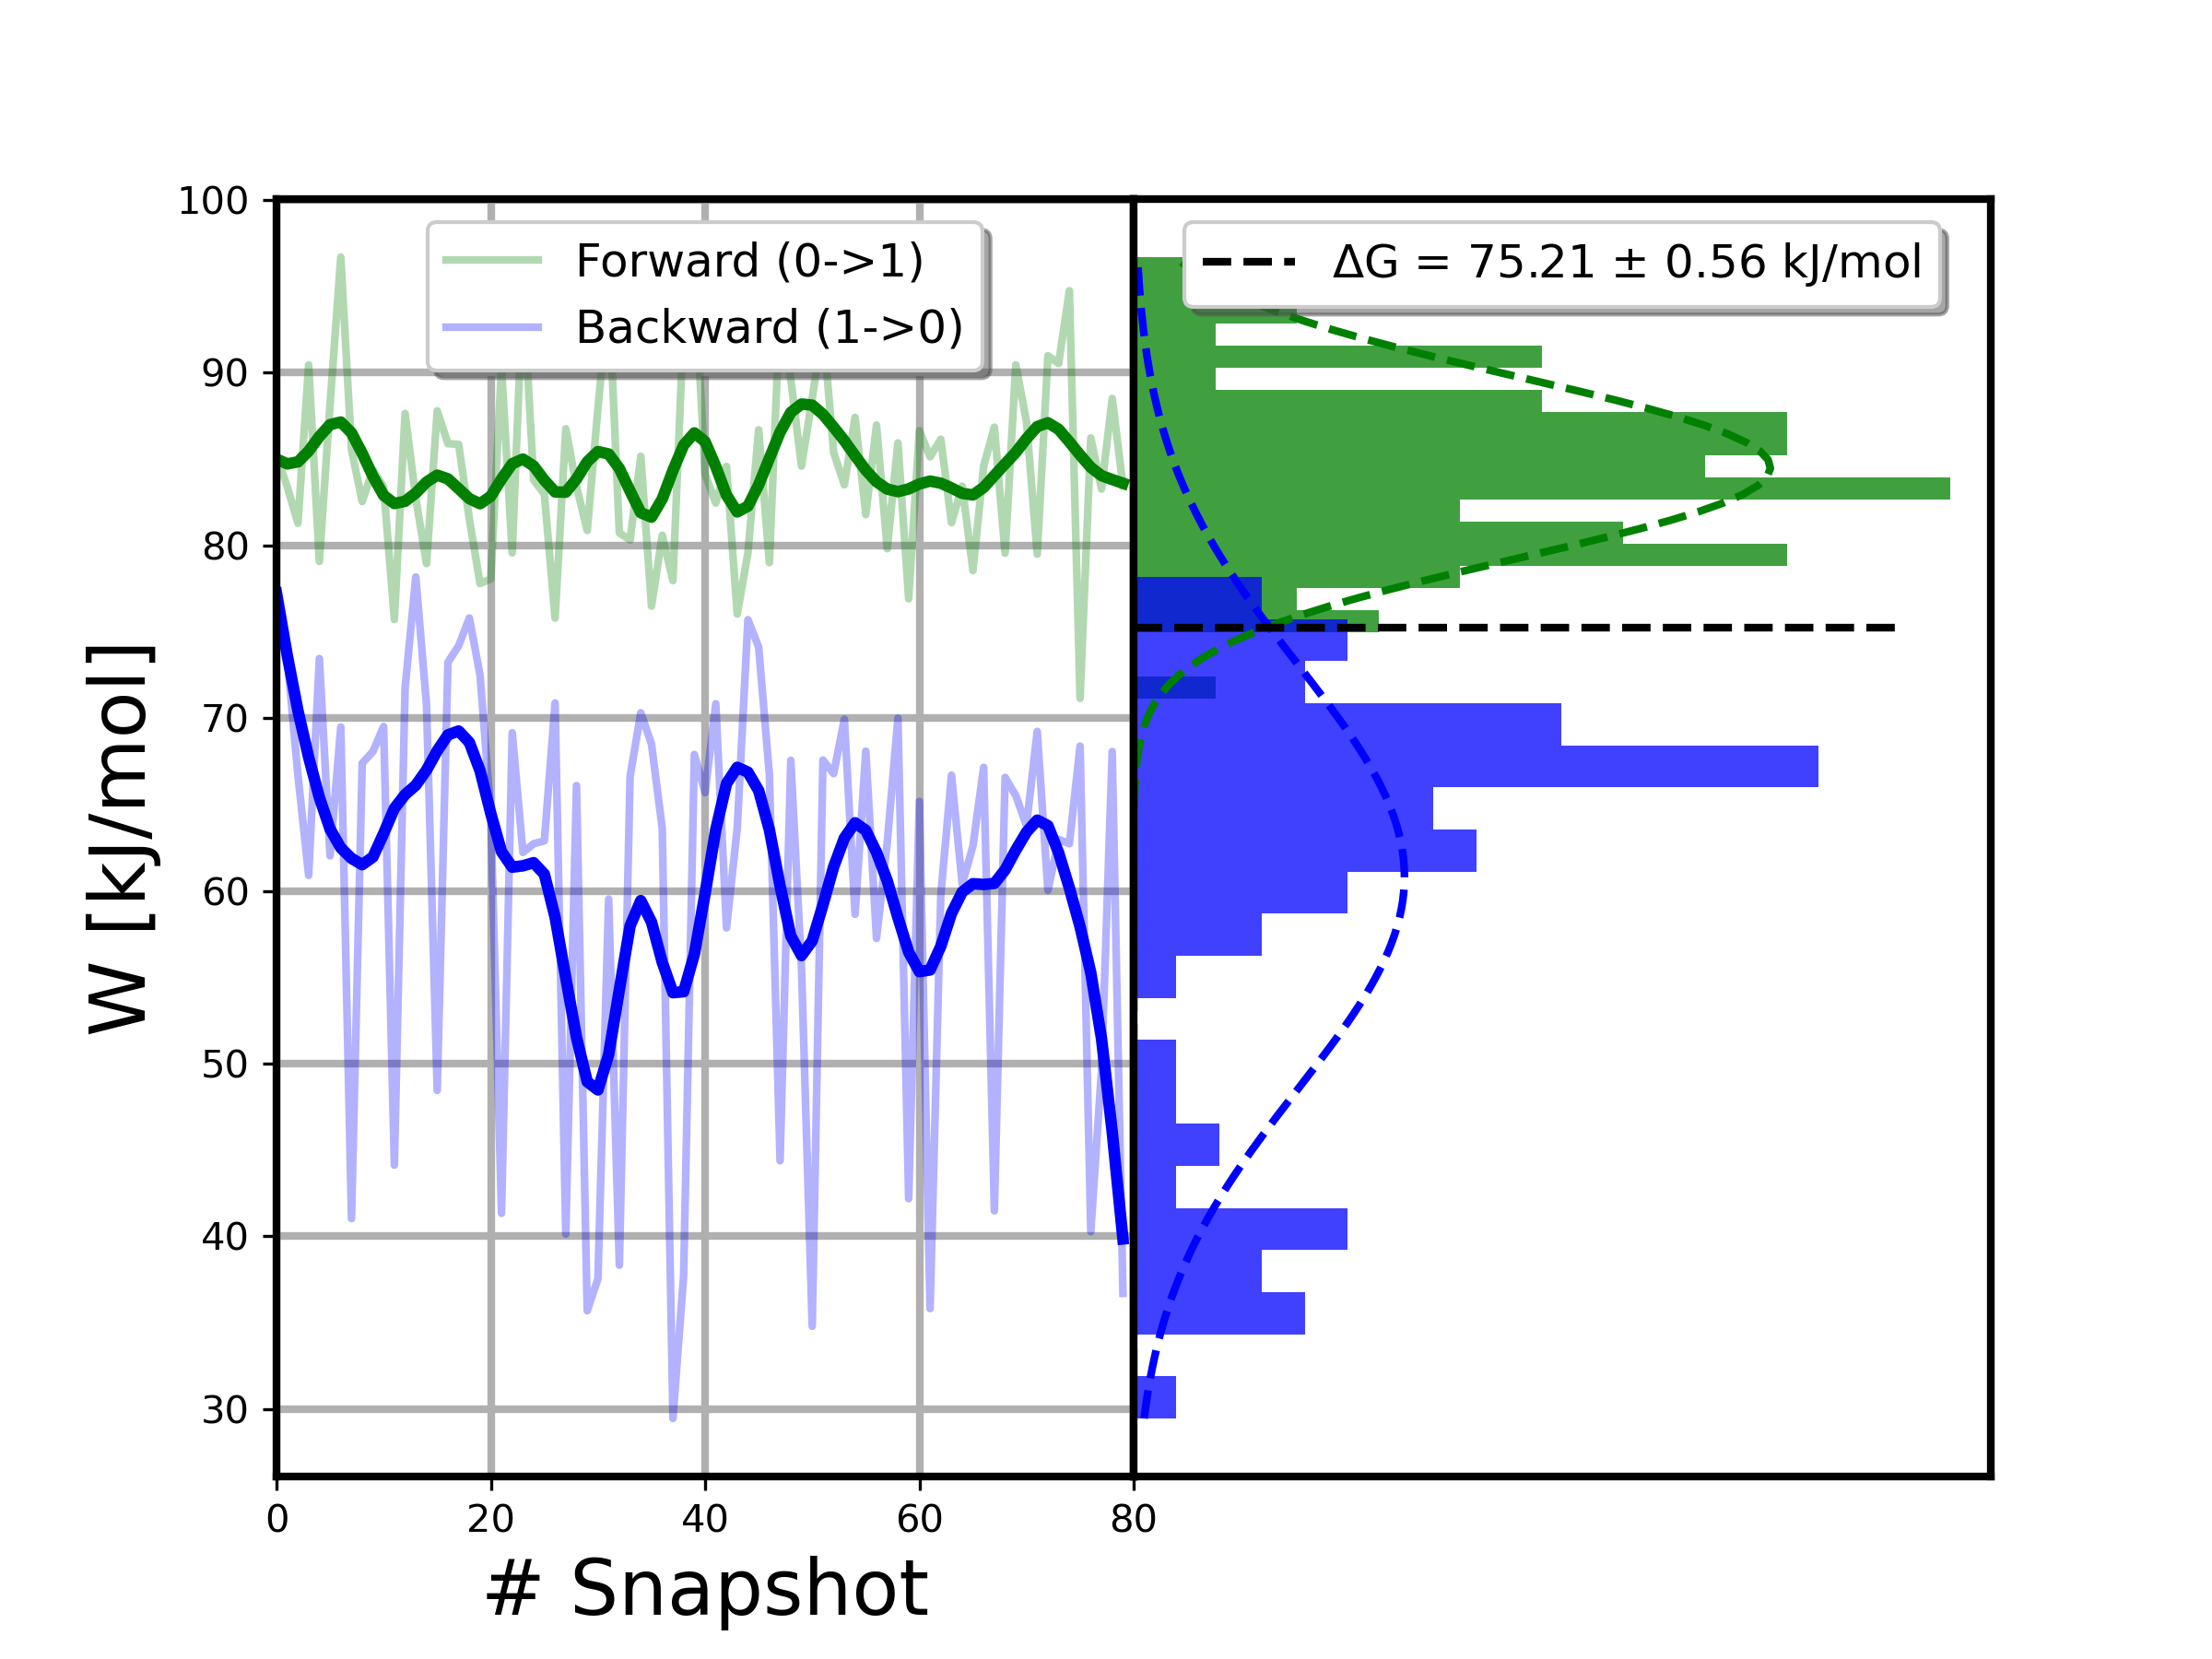 100
90
80
70
60
50
40
30
W [kJ/mol]
Forward (0->1)
Backward (1->0)
ΔG = 75.21 ± 0.56 kJ/mol
0 20 40 60 80
# Snapshot